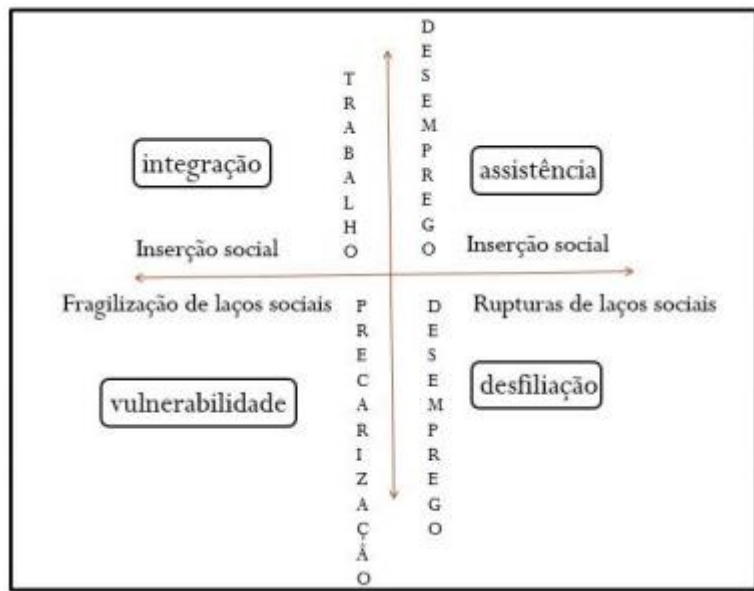 TRABALHO
DESEMPREGO
integração
assistência
Inserção social
Inserção social
Fragilização de laços sociais
Rupturas de laços sociais
PRECARIZAÇÃO
DESEMPREGO
vulnerabilidade
desfiliação